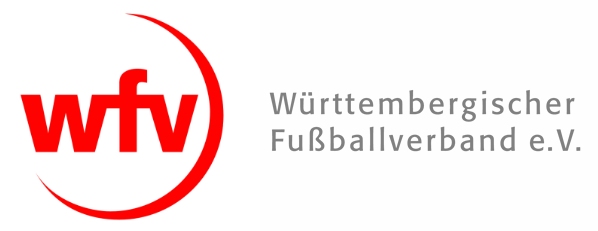 wfv
Württembergischer
Fußballverband e.V.